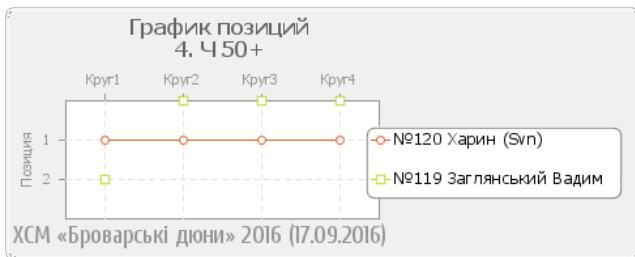 График позиций
4. Ч 50+
Круг1 Круг2 Круг3 Круг4
Позиция
1
2
№120 Харин (Svn)
№119 Заглянський Вадим
ХСМ «Броварські дюни» 2016 (17.09.2016)